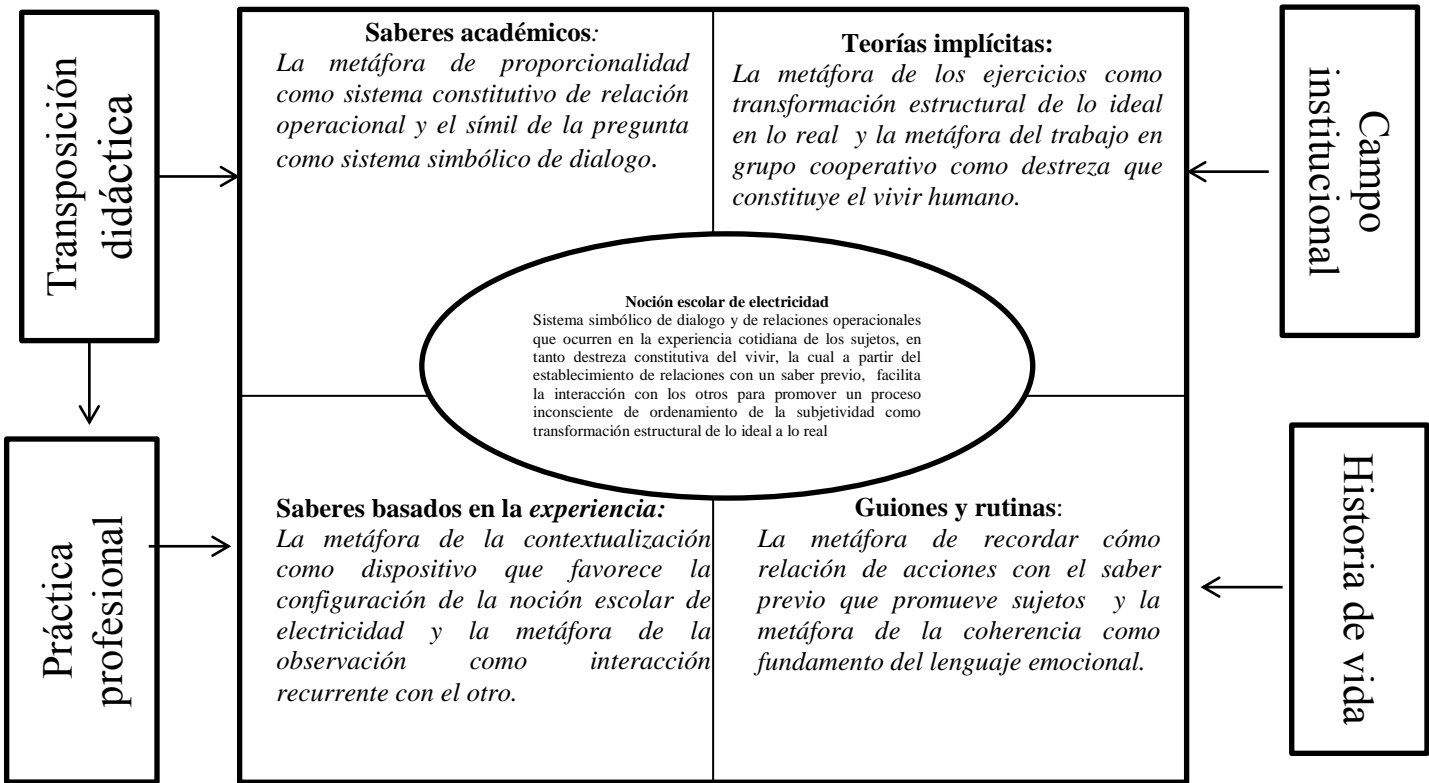 Transposición
didáctica
Saberes académicos:
La metáfora de proporcionalidad
como sistema constitutivo de relación
operacional y el símil de la pregunta
como sistema simbólico de dialogo.
Teorías implícitas:
La metáfora de los ejercicios como
transformación estructural de lo ideal
en lo real y la metáfora del trabajo en
grupo cooperativo como destreza que
constituye el vivir humano.
Campo
institucional
Noción escolar de electricidad
Sistema simbólico de dialogo y de relaciones operacionales
que ocurren en la experiencia cotidiana de los sujetos, en
tanto destreza constitutiva del vivir, la cual a partir del
establecimiento de relaciones con un saber previo, facilita
la interacción con los otros para promover un proceso
inconsciente de ordenamiento de la subjetividad como
transformación estructural de lo ideal a lo real
Práctica
profesional
Saberes basados en la experiencia:
La metáfora de la contextualización
como dispositivo que favorece la
configuración de la noción escolar de
electricidad y la metáfora de la
observación como interacción
recurrente con el otro.
Guiones y rutinas:
La metáfora de recordar cómo
relación de acciones con el saber
previo que promueve sujetos y la
metáfora de la coherencia como
fundamento del lenguaje emocional.
Historia de vida